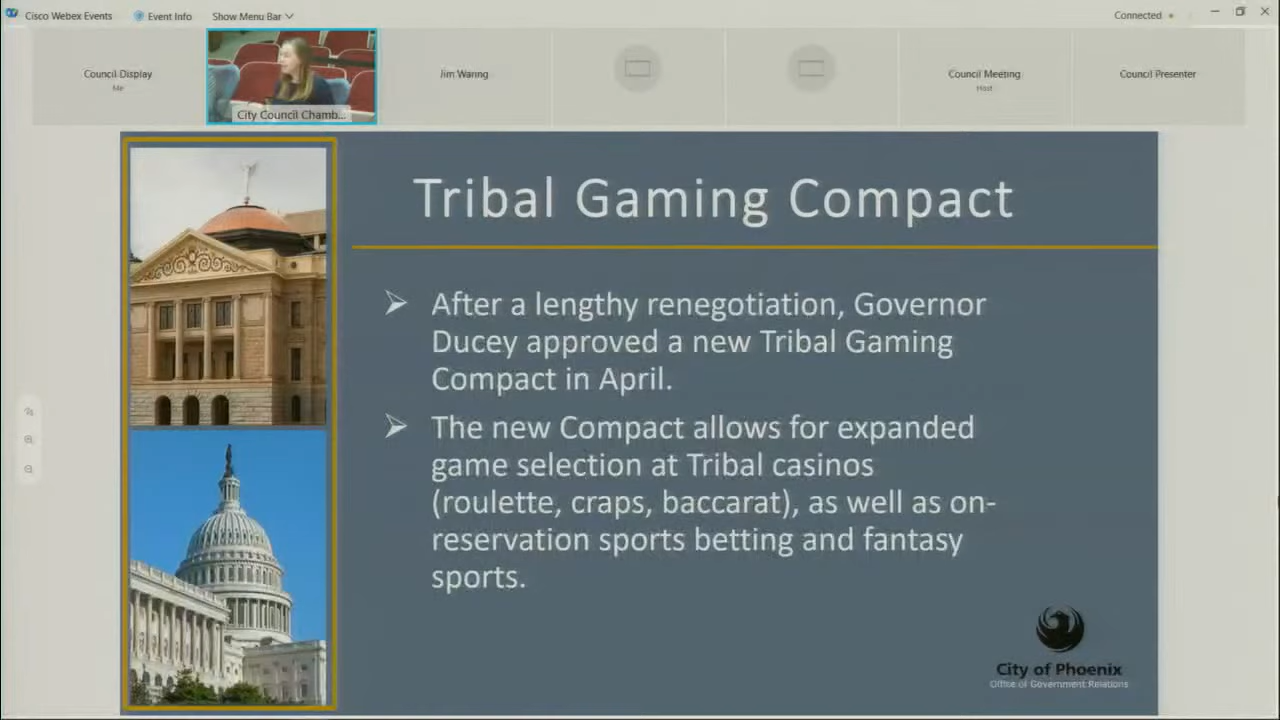 Cisco Webex Events
Event Info
Show Menu Bar
Connected
Council Display
Me
City Council Chamb...
Jim Waring
Council Meeting
Host
Council Presenter
Tribal Gaming Compact
After a lengthy renegotiation, Governor
Ducey approved a new Tribal Gaming
Compact in April.
The new Compact allows for expanded
game selection at Tribal casinos
(roulette, craps, baccarat), as well as on-
reservation sports betting and fantasy
sports.
City of Phoenix
Office of Government Relations